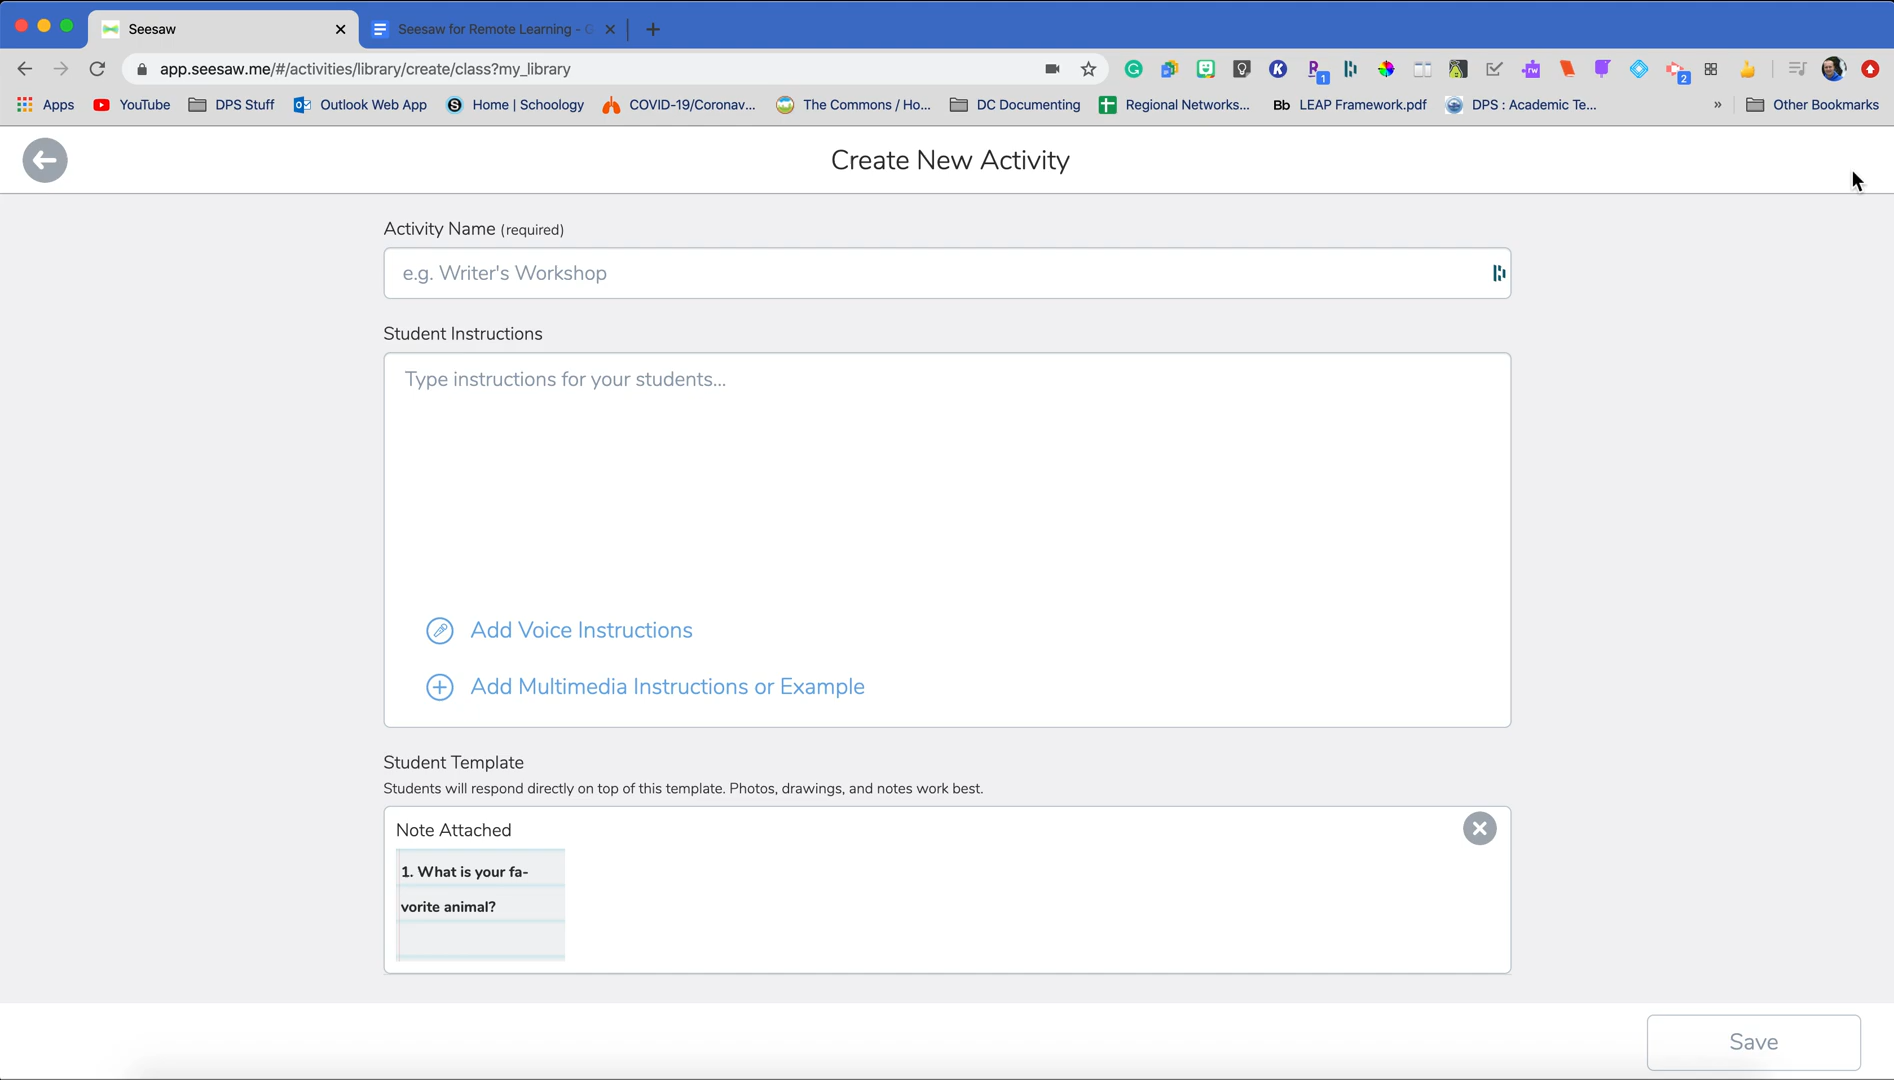 Seesaw
Seesaw for Remote Learning -
app.seesaw.me/#/activities/library/create/class?my_library
1
rw
2
Apps
YouTube
DPS Stuff
Outlook Web App
Home | Schoology
COVID-19/Coronav...
The Commons / Ho...
DC Documenting
Regional Networks...
Bb
LEAP Framework.pdf
DPS : Academic Te...
»
Other Bookmarks
Create New Activity
Activity Name (required)
e.g. Writer's Workshop
Student Instructions
Type instructions for your students...
Add Voice Instructions
Add Multimedia Instructions or Example
Student Template
Students will respond directly on top of this template. Photos, drawings, and notes work best.
Note Attached
1. What is your fa-
vorite animal?
Save